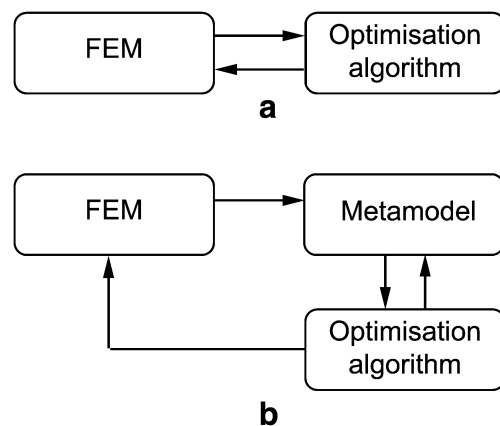 FEM
Optimisation
algorithm
a
FEM
Metamodel
Optimisation
algorithm
b